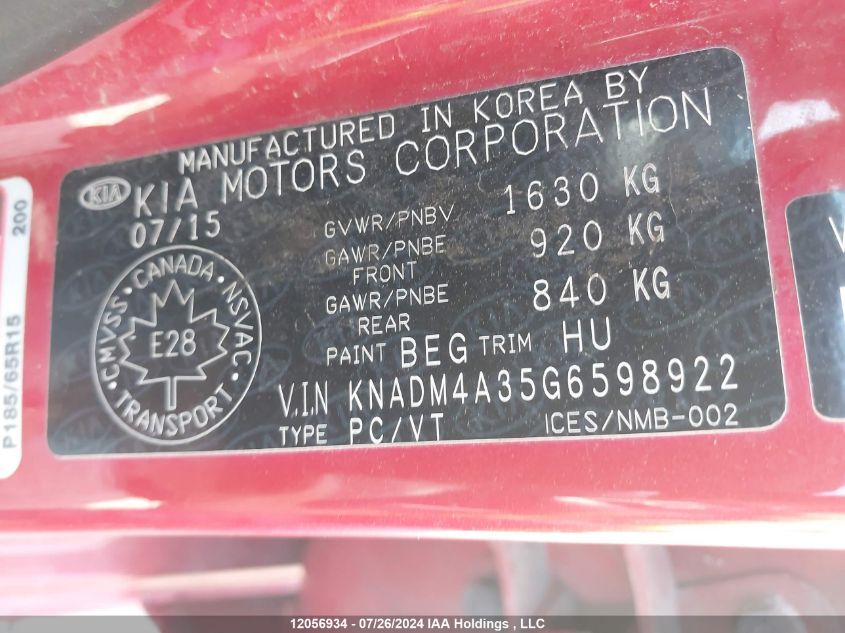 MANUFACTURED IN KOREA BY
KIA KIA MOTORS CORPORATION
07/15
GVWR/PNBV 1630 KG
GAWR/PNBE FRONT 920 KG
GAWR/PNBE REAR 840 KG
PAINT BEG TRIM HU
V.I.N KNADM4A35G6598922
TYPE PC/VT ICES/NMB-002
CMVSS • CANADA • NSVAC • TRANSPORT
E28
P185/65R15 200
12056934 - 07/26/2024 IAA Holdings , LLC